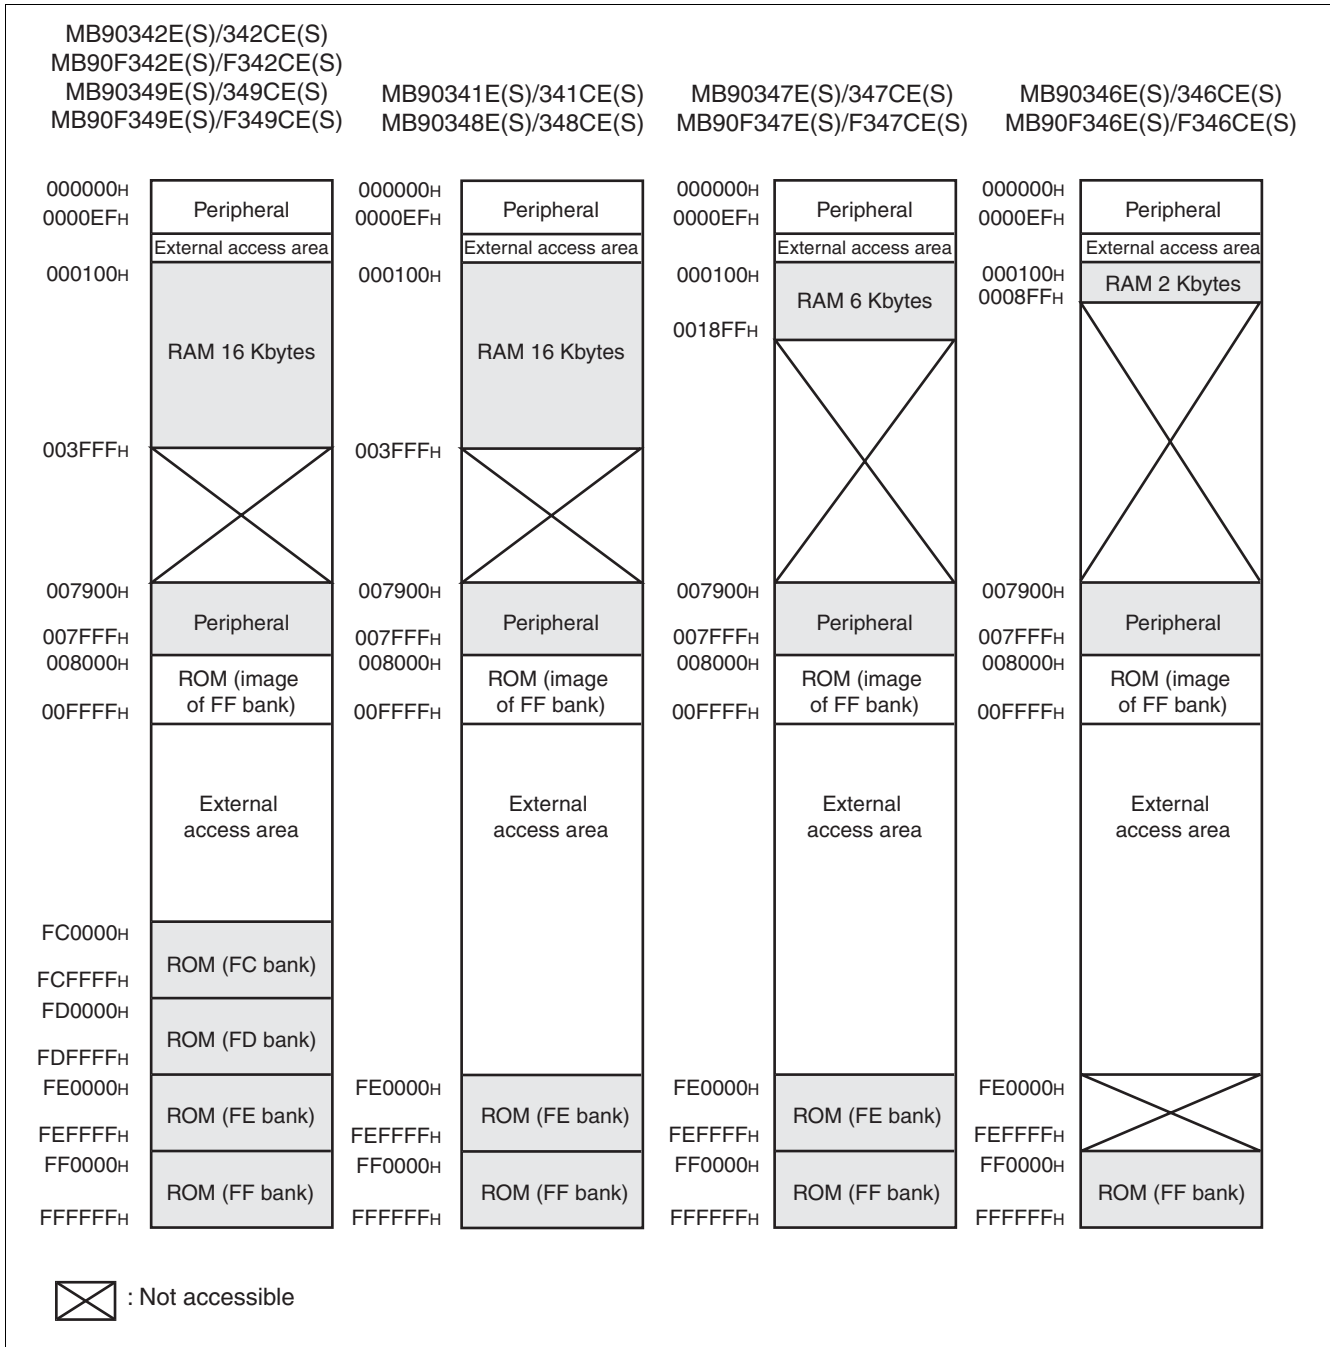 MB90342E(S)/342CE(S)
MB90F342E(S)/F342CE(S)
MB90349E(S)/349CE(S)
MB90F349E(S)/F349CE(S)
000000H
0000EFH
Peripheral
External access area
000100H
RAM 16 Kbytes
003FFFH
007900H
Peripheral
007FFFH
008000H
ROM (image
of FF bank)
00FFFFH
External
access area
FC0000H
ROM (FC bank)
FCFFFFH
FD0000H
ROM (FD bank)
FDFFFFH
FE0000H
ROM (FE bank)
FEFFFFH
FF0000H
ROM (FF bank)
FFFFFFH
MB90341E(S)/341CE(S)
MB90348E(S)/348CE(S)
000000H
0000EFH
Peripheral
External access area
000100H
RAM 16 Kbytes
003FFFH
007900H
Peripheral
007FFFH
008000H
ROM (image
of FF bank)
00FFFFH
External
access area
FE0000H
ROM (FE bank)
FEFFFFH
FF0000H
ROM (FF bank)
FFFFFFH
MB90347E(S)/347CE(S)
MB90F347E(S)/F347CE(S)
000000H
0000EFH
Peripheral
External access area
000100H
RAM 6 Kbytes
0018FFH
007900H
Peripheral
007FFFH
008000H
ROM (image
of FF bank)
00FFFFH
External
access area
FE0000H
ROM (FE bank)
FEFFFFH
FF0000H
ROM (FF bank)
FFFFFFH
MB90346E(S)/346CE(S)
MB90F346E(S)/F346CE(S)
000000H
0000EFH
Peripheral
External access area
000100H
RAM 2 Kbytes
0008FFH
007900H
Peripheral
007FFFH
008000H
ROM (image
of FF bank)
00FFFFH
External
access area
FE0000H
FEFFFFH
FF0000H
ROM (FF bank)
FFFFFFH
: Not accessible